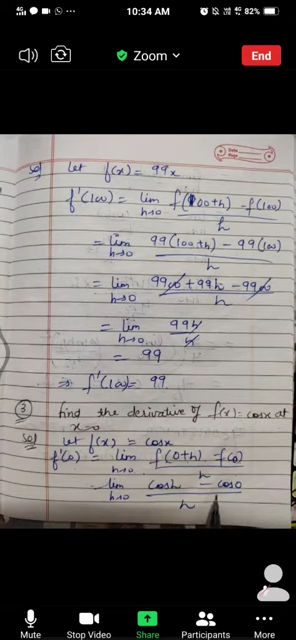 4G 10:34 AM 82%
Zoom End
Date
Page
Sol Let f(x) = 99x
f'(100) = lim h→0 f(100+h) - f(100) / h
= lim h→0 99(100+h) - 99(100) / h
= lim h→0 9900 + 99h - 9900 / h
= lim h→0 99h / h
= 99
⇒ f'(100) = 99.
③ find the derivative of f(x) = cosx at
x=0
Sol Let f(x) = cosx
f'(0) = lim h→0 f(0+h) - f(0) / h
= lim h→0 cosh - cos0 / h
Mute Start Video Share Participants More